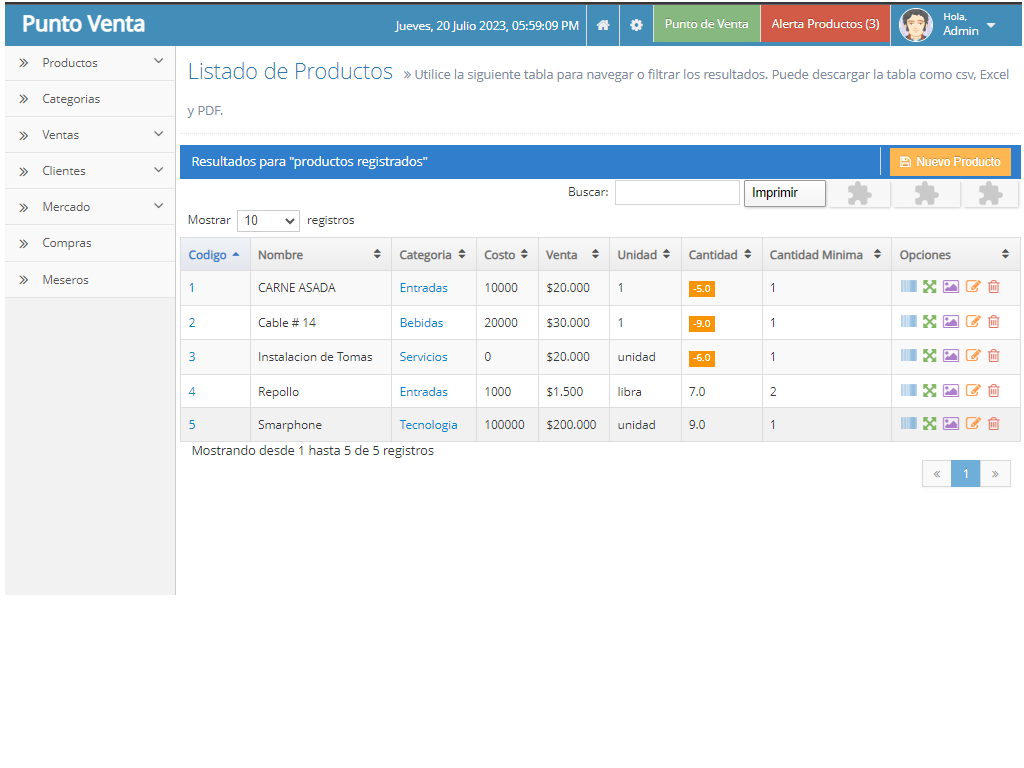 Punto Venta
Jueves, 20 Julio 2023, 05:59:09 PM
Punto de Venta
Alerta Productos (3)
Hola,
Admin
Productos
Categorias
Ventas
Clientes
Mercado
Compras
Meseros
Listado de Productos » Utilice la siguiente tabla para navegar o filtrar los resultados. Puede descargar la tabla como csv, Excel
y PDF.
Resultados para "productos registrados"
Nuevo Producto
Buscar:
Imprimir
Mostrar 10 registros
Codigo Nombre Categoria Costo Venta Unidad Cantidad Cantidad Minima Opciones
1 CARNE ASADA Entradas 10000 $20.000 1 -5.0 1
2 Cable # 14 Bebidas 20000 $30.000 1 -9.0 1
3 Instalacion de Tomas Servicios 0 $20.000 unidad -6.0 1
4 Repollo Entradas 1000 $1.500 libra 7.0 2
5 Smarphone Tecnologia 100000 $200.000 unidad 9.0 1
Mostrando desde 1 hasta 5 de 5 registros
« 1 »